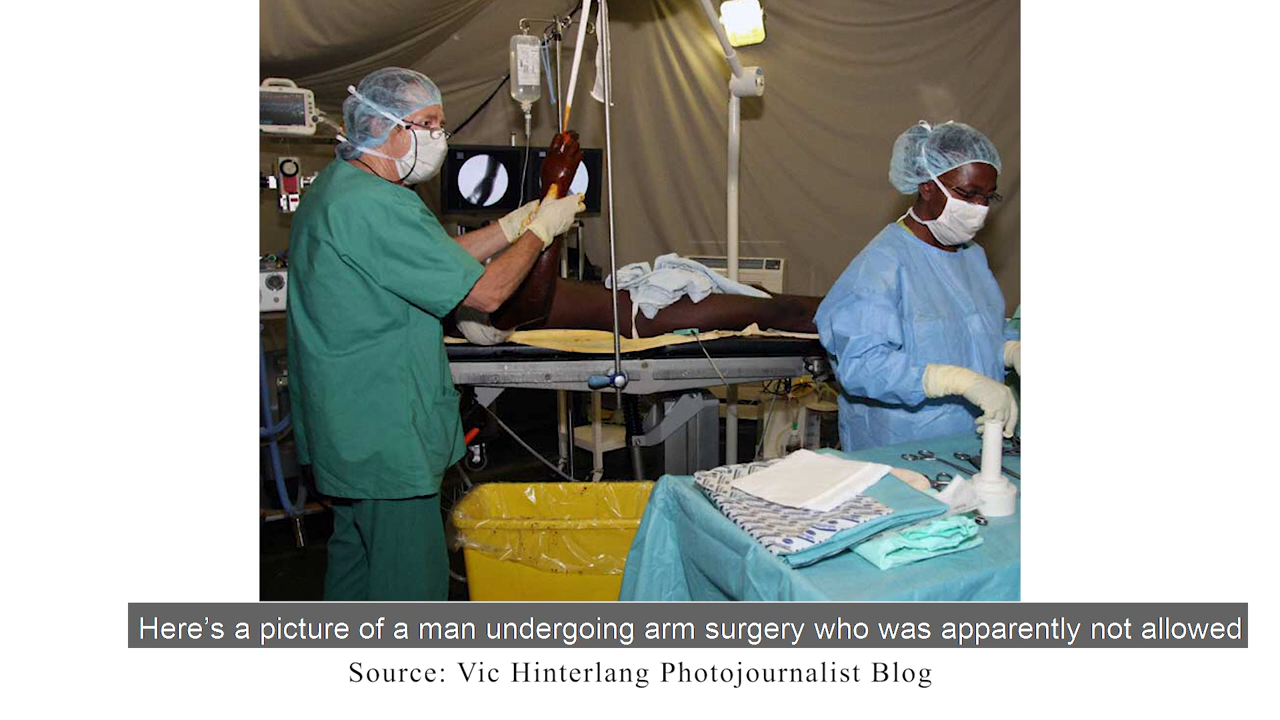 Here's a picture of a man undergoing arm surgery who was apparently not allowed
Source: Vic Hinterlang Photojournalist Blog